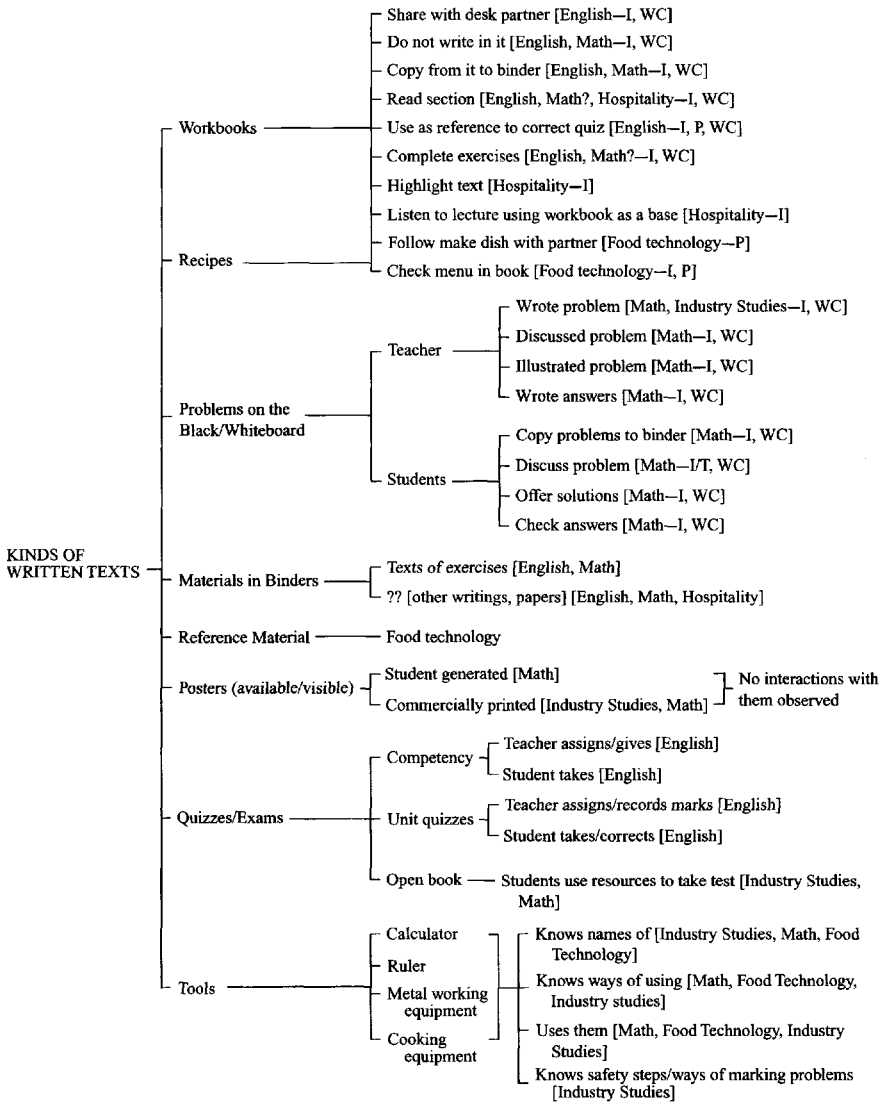 Share with desk partner [English—I, WC]
Do not write in it [English, Math—I, WC]
Copy from it to binder [English, Math—I, WC]
Read section [English, Math?, Hospitality—I, WC]
Workbooks
Use as reference to correct quiz [English—I, P, WC]
Complete exercises [English, Math?—I, WC]
Highlight text [Hospitality—I]
Listen to lecture using workbook as a base [Hospitality—I]
Recipes
Follow make dish with partner [Food technology—P]
Check menu in book [Food technology—I, P]
Problems on the
Black/Whiteboard
Teacher
Wrote problem [Math, Industry Studies—I, WC]
Discussed problem [Math—I, WC]
Illustrated problem [Math—I, WC]
Wrote answers [Math—I, WC]
Students
Copy problems to binder [Math—I, WC]
Discuss problem [Math—I/T, WC]
Offer solutions [Math—I, WC]
Check answers [Math—I, WC]
KINDS OF
WRITTEN TEXTS
Materials in Binders
Texts of exercises [English, Math]
?? [other writings, papers] [English, Math, Hospitality]
Reference Material
Food technology
Posters (available/visible)
Student generated [Math]
Commercially printed [Industry Studies, Math]
No interactions with
them observed
Quizzes/Exams
Competency
Teacher assigns/gives [English]
Student takes [English]
Unit quizzes
Teacher assigns/records marks [English]
Student takes/corrects [English]
Open book
Students use resources to take test [Industry Studies,
Math]
Tools
Calculator
Ruler
Metal working
equipment
Cooking
equipment
Knows names of [Industry Studies, Math, Food
Technology]
Knows ways of using [Math, Food Technology,
Industry studies]
Uses them [Math, Food Technology, Industry
Studies]
Knows safety steps/ways of marking problems
[Industry Studies]